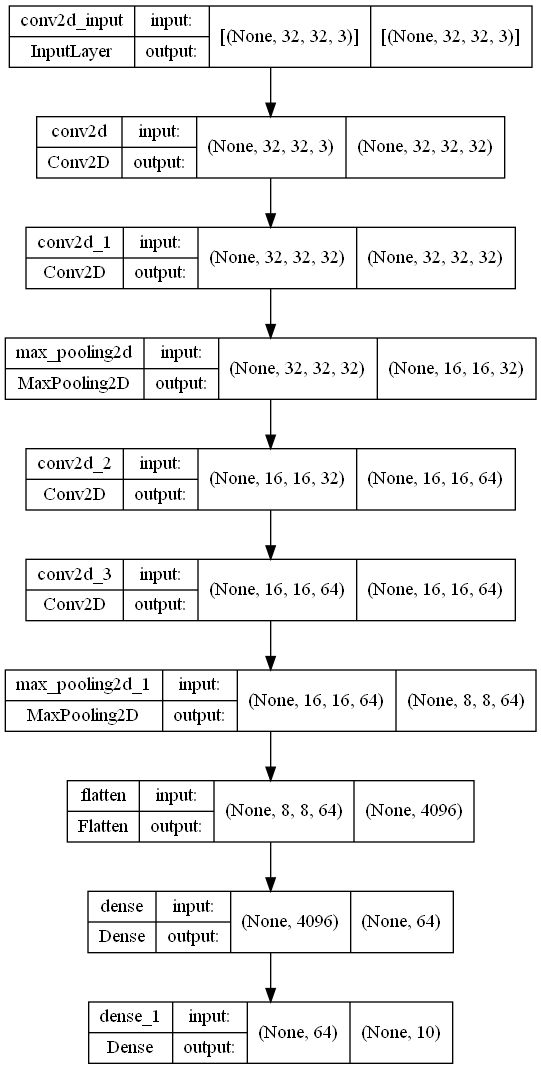 conv2d_input input: [(None, 32, 32, 3)] [(None, 32, 32, 3)]
InputLayer output:
conv2d input: (None, 32, 32, 3) (None, 32, 32, 32)
Conv2D output:
conv2d_1 input: (None, 32, 32, 32) (None, 32, 32, 32)
Conv2D output:
max_pooling2d input: (None, 32, 32, 32) (None, 16, 16, 32)
MaxPooling2D output:
conv2d_2 input: (None, 16, 16, 32) (None, 16, 16, 64)
Conv2D output:
conv2d_3 input: (None, 16, 16, 64) (None, 16, 16, 64)
Conv2D output:
max_pooling2d_1 input: (None, 16, 16, 64) (None, 8, 8, 64)
MaxPooling2D output:
flatten input: (None, 8, 8, 64) (None, 4096)
Flatten output:
dense input: (None, 4096) (None, 64)
Dense output:
dense_1 input: (None, 64) (None, 10)
Dense output: